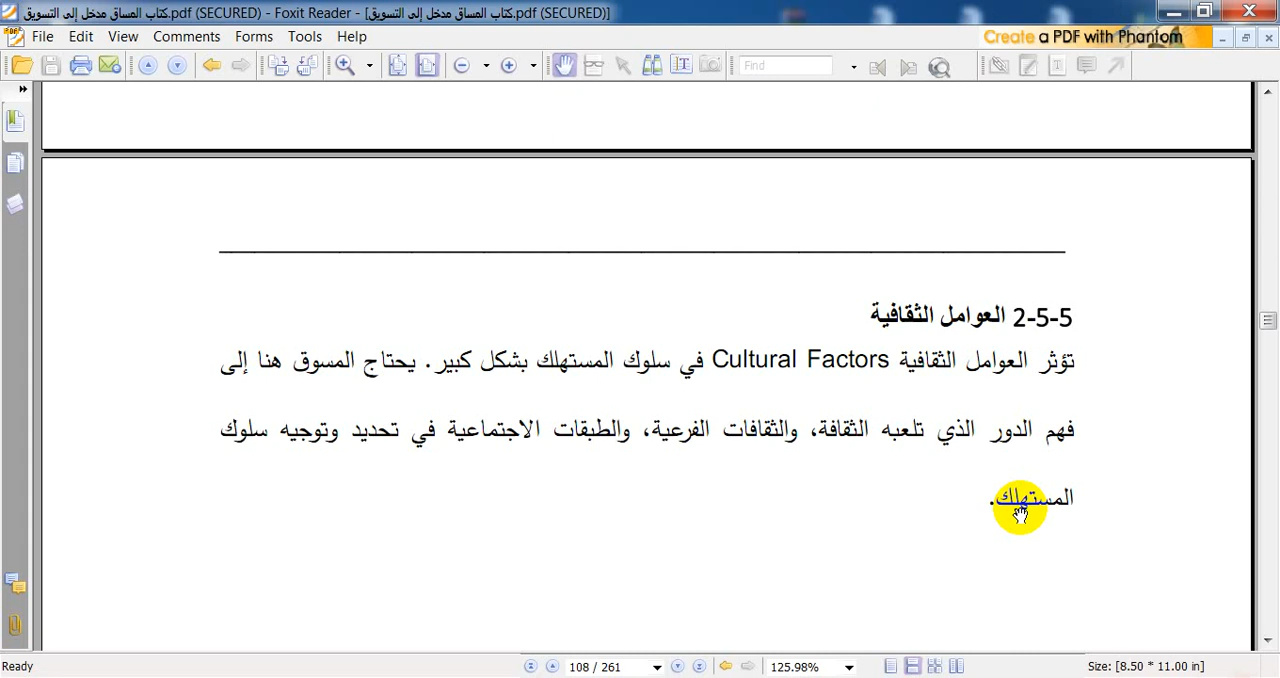 كتاب المساق مدخل إلى التسويق.pdf (SECURED) - Foxit Reader - [كتاب المساق مدخل إلى التسويق.pdf (SECURED)]
File Edit View Comments Forms Tools Help
Create a PDF with Phantom
Find
2-5-5 العوامل الثقافية
تؤثر العوامل الثقافية Cultural Factors في سلوك المستهلك بشكل كبير. يحتاج المسوق هنا إلى
فهم الدور الذي تلعبه الثقافة، والثقافات الفرعية، والطبقات الاجتماعية في تحديد وتوجيه سلوك
المستهلك.
Ready 108 / 261 125.98% Size: [8.50 * 11.00 in]